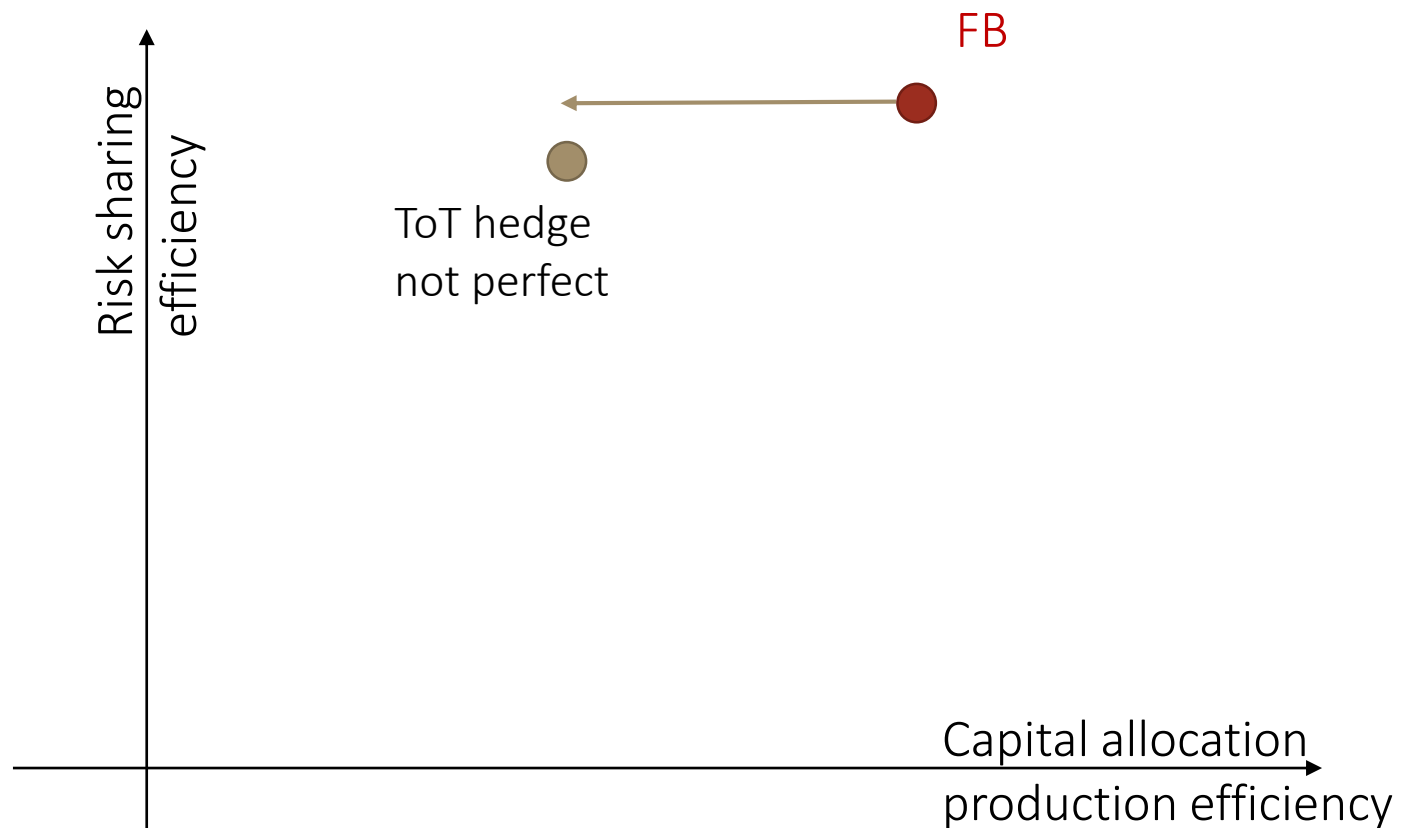 FB
Risk sharing
efficiency
ToT hedge
not perfect
Capital allocation
production efficiency